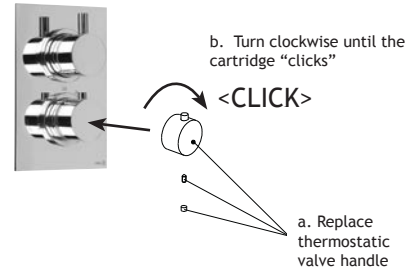 b. Turn clockwise until the
cartridge “clicks”
<CLICK>
a. Replace
thermostatic
valve handle